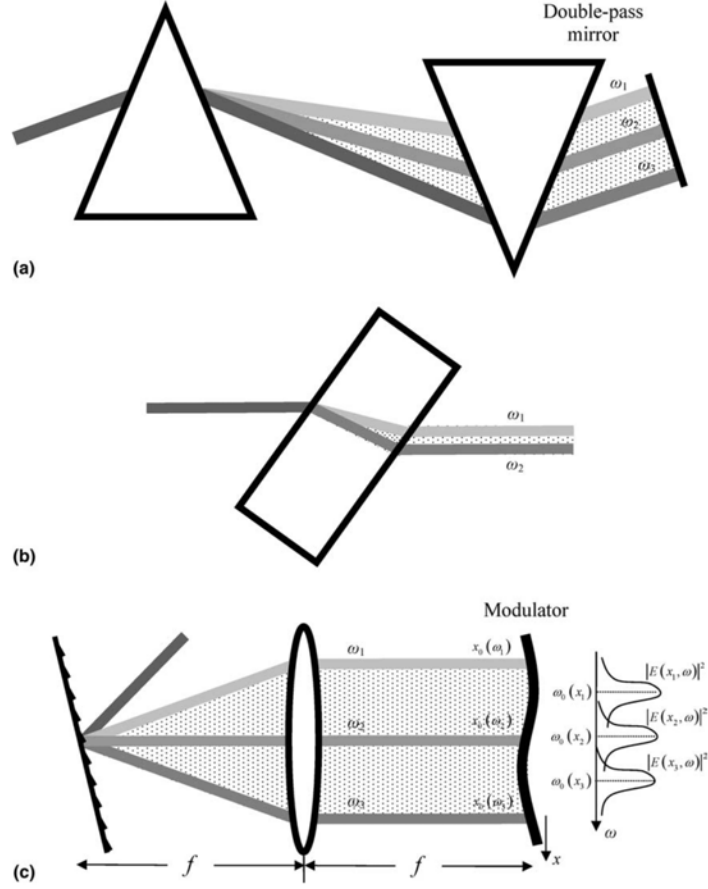 Double-pass
mirror
ω₁
ω₂
ω₃
(a)
ω₁
ω₂
(b)
Modulator
ω₁
x₀(ω₁)
|E(x₁,ω)|²
ω₀(x₁)
|E(x₂,ω)|²
ω₂
x₀(ω₂)
ω₀(x₂)
|E(x₃,ω)|²
ω₀(x₃)
ω₃
x₀(ω₃)
ω
x
f
f
(c)